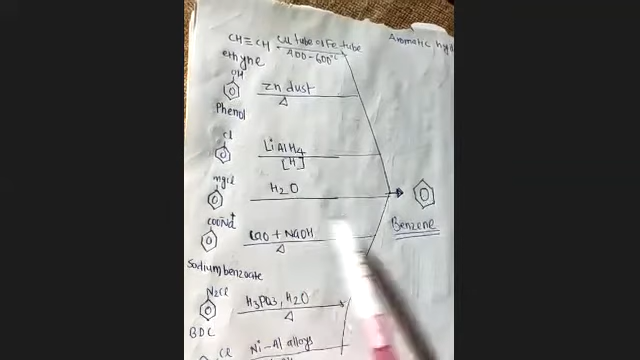 CH≡CH Cu tube or Fe tube
400-600°C
ethyne
Aromatic hyd
OH
Zn dust
Δ
Phenol
Cl
LiAlH4
[H]
mgcl
H2O
COONa+
CaO + NaOH
Δ
Benzene
Sodium benzoate
N2Cl
H3PO3, H2O
Δ
BDC
Cl
Ni-Al alloys